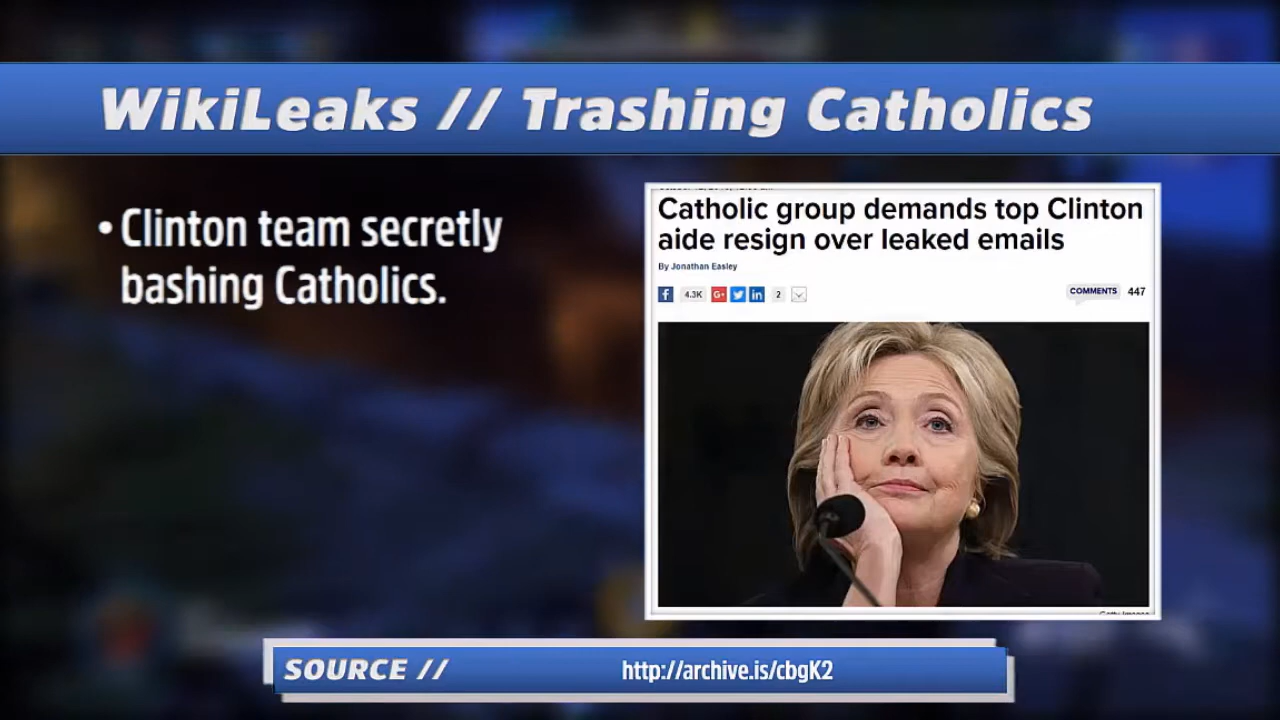 WikiLeaks // Trashing Catholics
• Clinton team secretly
bashing Catholics.
Catholic group demands top Clinton
aide resign over leaked emails
By Jonathan Easley
4.3K
G+
in
2
COMMENTS 447
SOURCE // http://archive.is/cbgK2